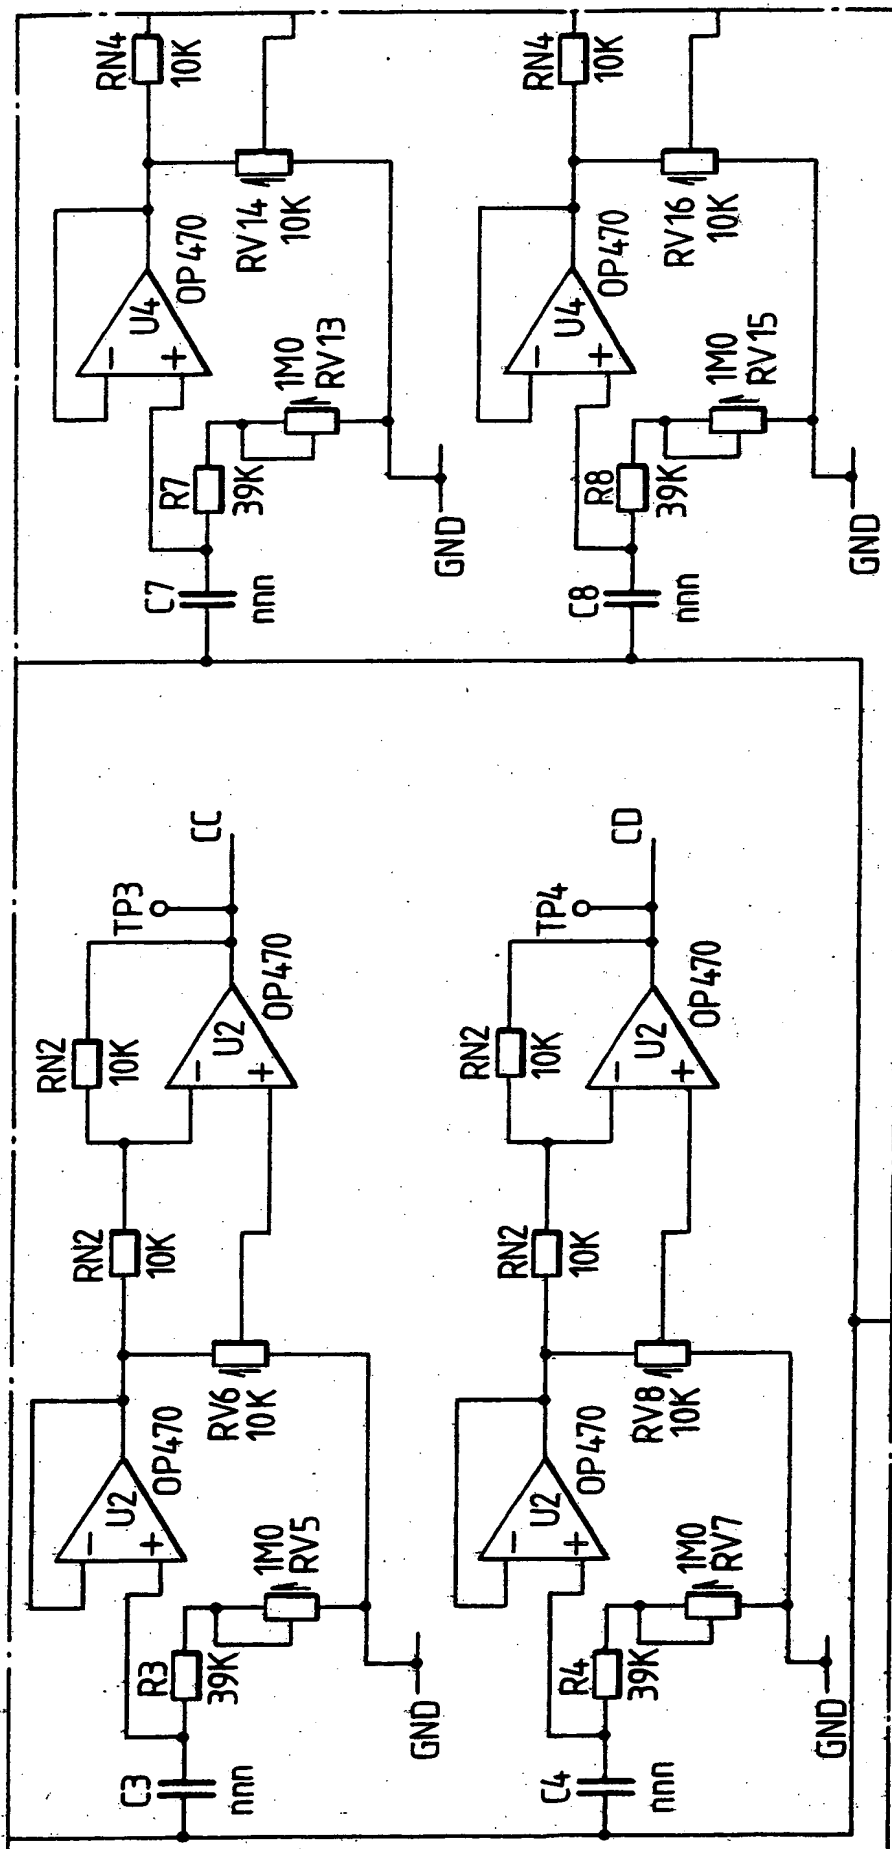 C3
nnn
R3
39K
GND
1M0
RV5
U2
OP470
RV6
10K
RN2
10K
RN2
10K
U2
OP470
TP3
CC
C4
nnn
R4
39K
GND
1M0
RV7
U2
OP470
RV8
10K
RN2
10K
RN2
10K
U2
OP470
TP4
CD
C7
nnn
R7
39K
GND
1M0
RV13
U4
OP470
RV14
10K
RN4
10K
C8
nnn
R8
39K
GND
1M0
RV15
U4
OP470
RV16
10K
RN4
10K